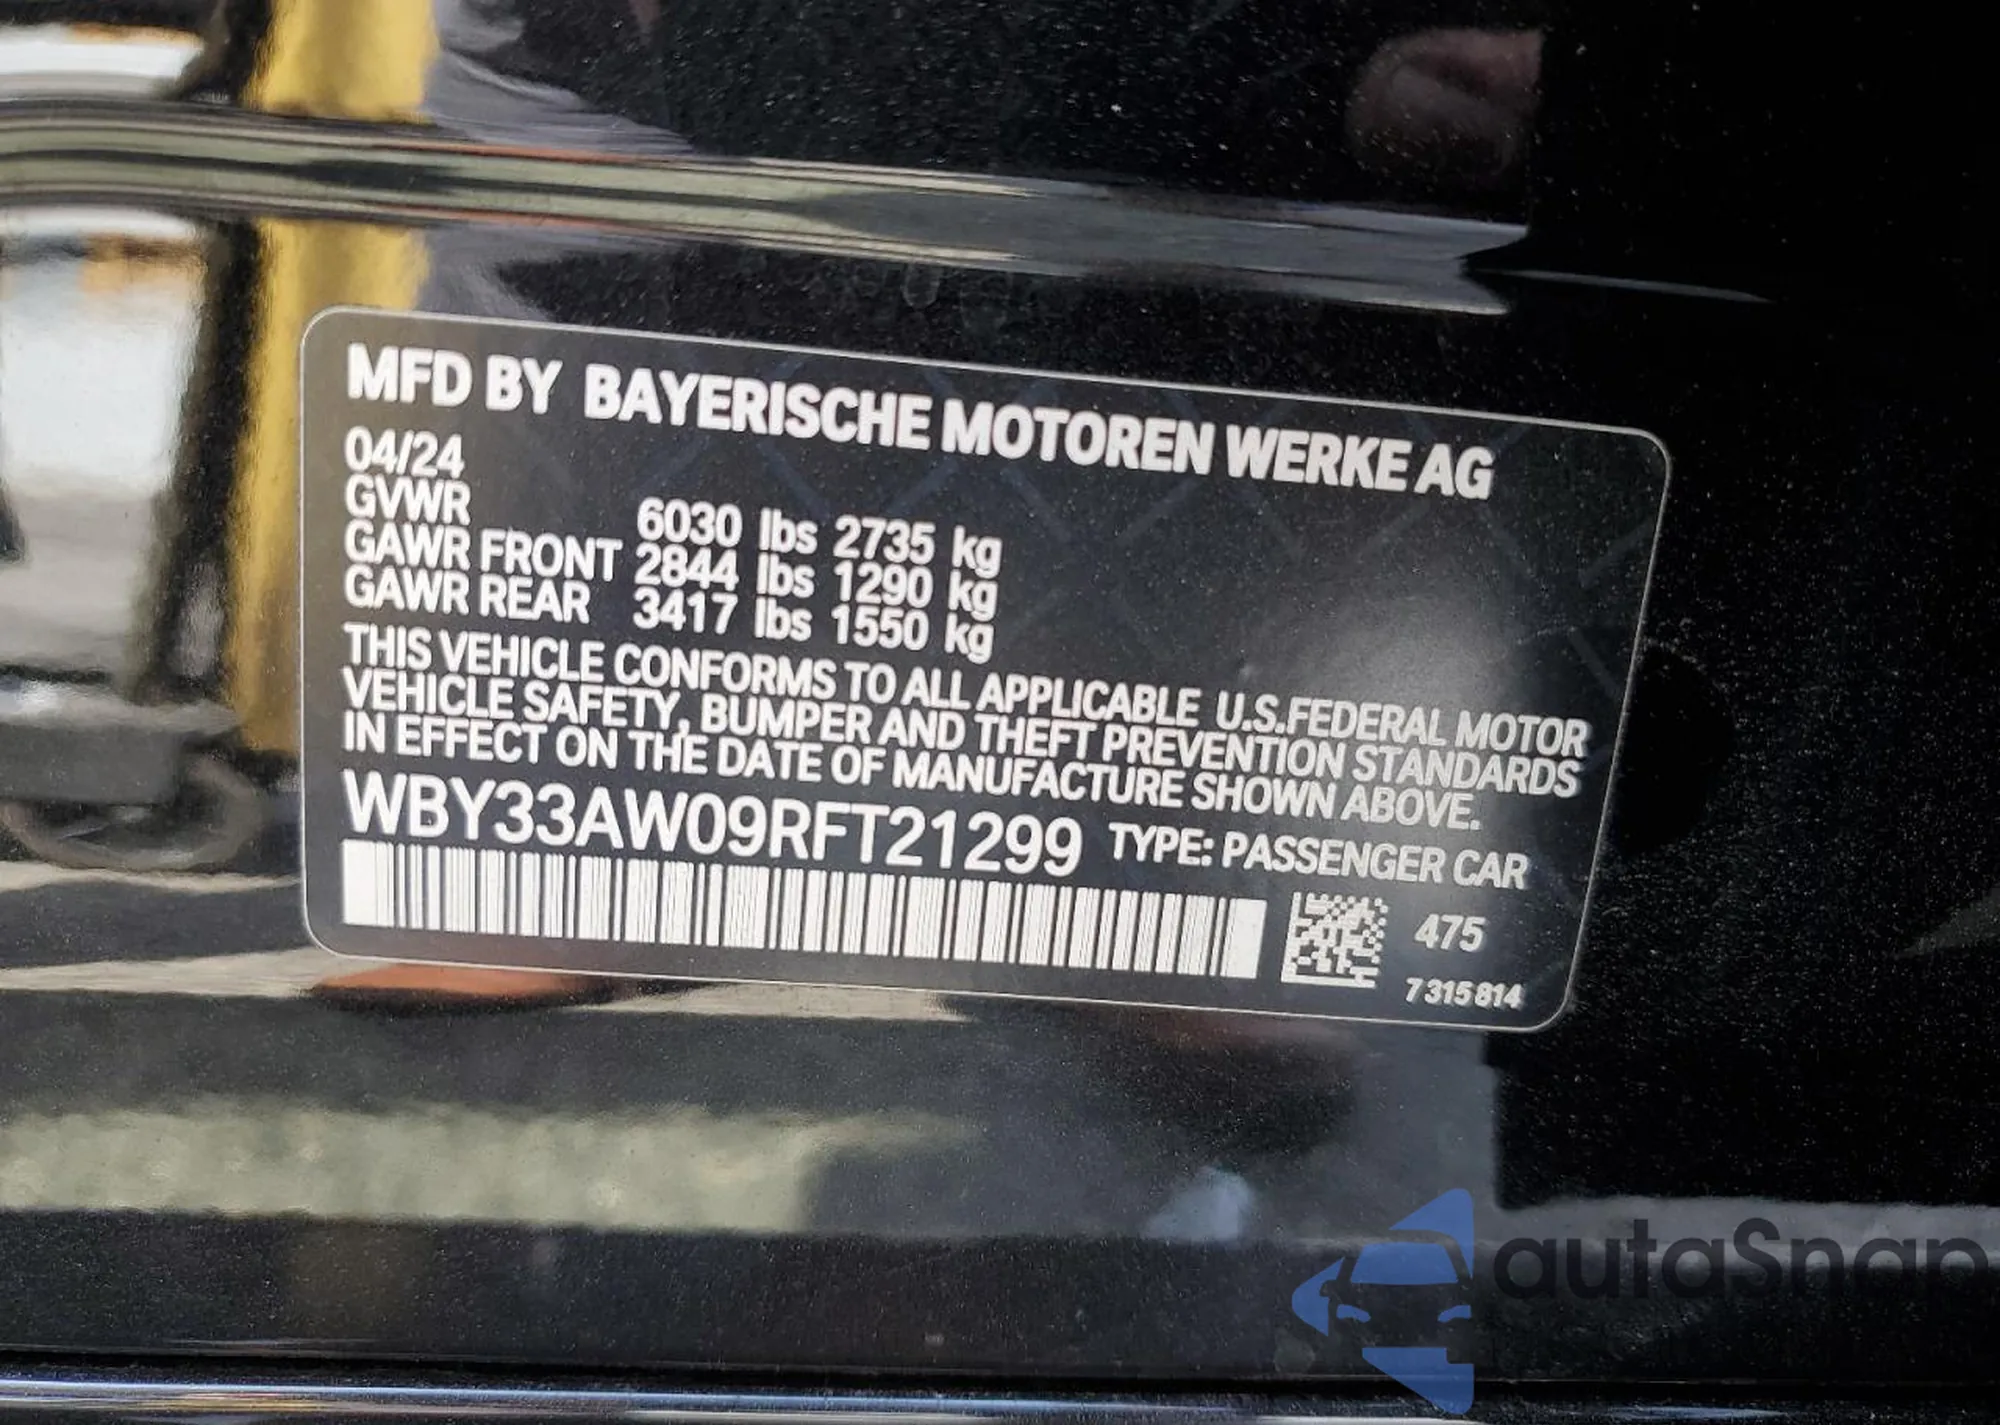 MFD BY BAYERISCHE MOTOREN WERKE AG
04/24
GVWR 6030 lbs 2735 kg
GAWR FRONT 2844 lbs 1290 kg
GAWR REAR 3417 lbs 1550 kg
THIS VEHICLE CONFORMS TO ALL APPLICABLE U.S.FEDERAL MOTOR
VEHICLE SAFETY, BUMPER AND THEFT PREVENTION STANDARDS
IN EFFECT ON THE DATE OF MANUFACTURE SHOWN ABOVE.
WBY33AW09RFT21299 TYPE: PASSENGER CAR
475
7315814
autaSnap